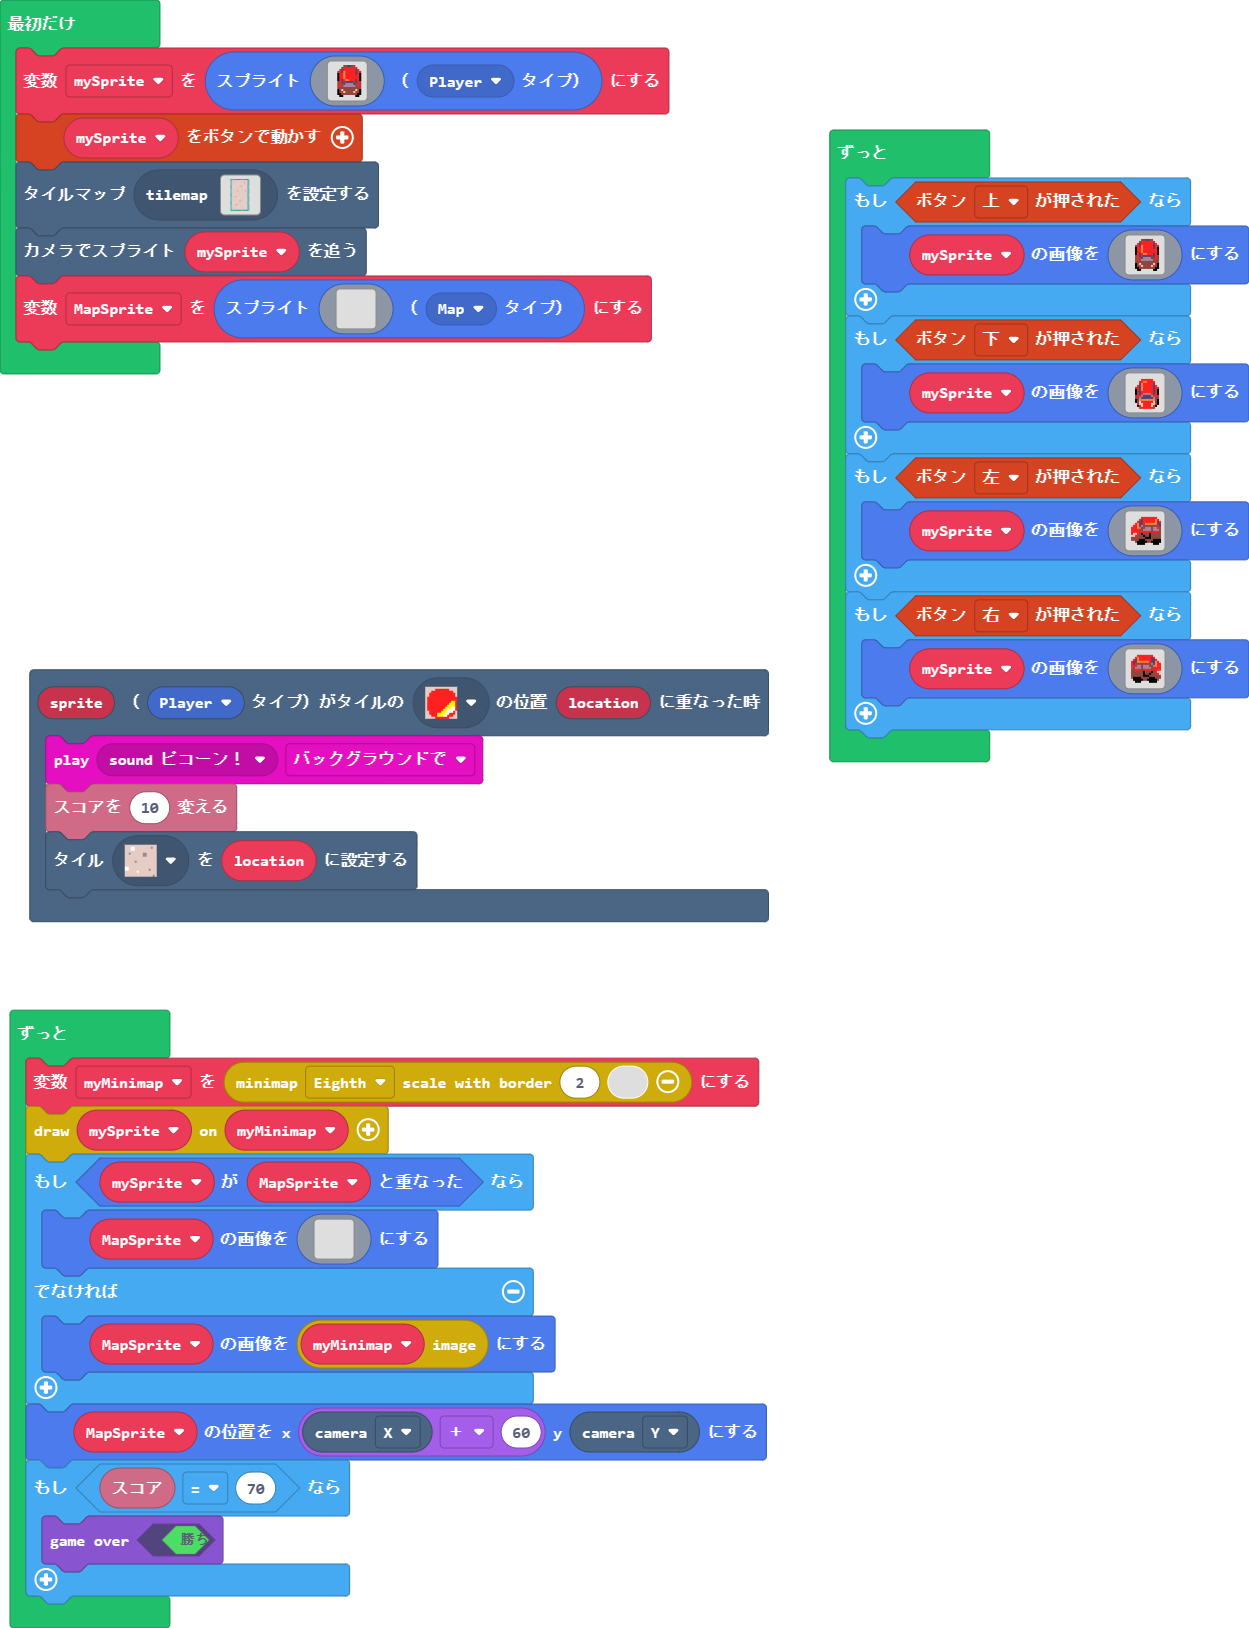 最初だけ
変数 mySprite を スプライト ( Player タイプ) にする
mySprite をボタンで動かす
タイルマップ tilemap を設定する
カメラでスプライト mySprite を追う
変数 MapSprite を スプライト ( Map タイプ) にする
ずっと
もし ボタン 上 が押された なら
mySprite の画像を にする
もし ボタン 下 が押された なら
mySprite の画像を にする
もし ボタン 左 が押された なら
mySprite の画像を にする
もし ボタン 右 が押された なら
mySprite の画像を にする
sprite ( Player タイプ) がタイルの の位置 location に重なった時
play sound ピコーン! バックグラウンドで
スコアを 10 変える
タイル を location に設定する
ずっと
変数 myMinimap を minimap Eighth scale with border 2 にする
draw mySprite on myMinimap
もし mySprite が MapSprite と重なった なら
MapSprite の画像を にする
でなければ
MapSprite の画像を myMinimap image にする
MapSprite の位置を x camera X + 60 y camera Y にする
もし スコア = 70 なら
game over 勝ち